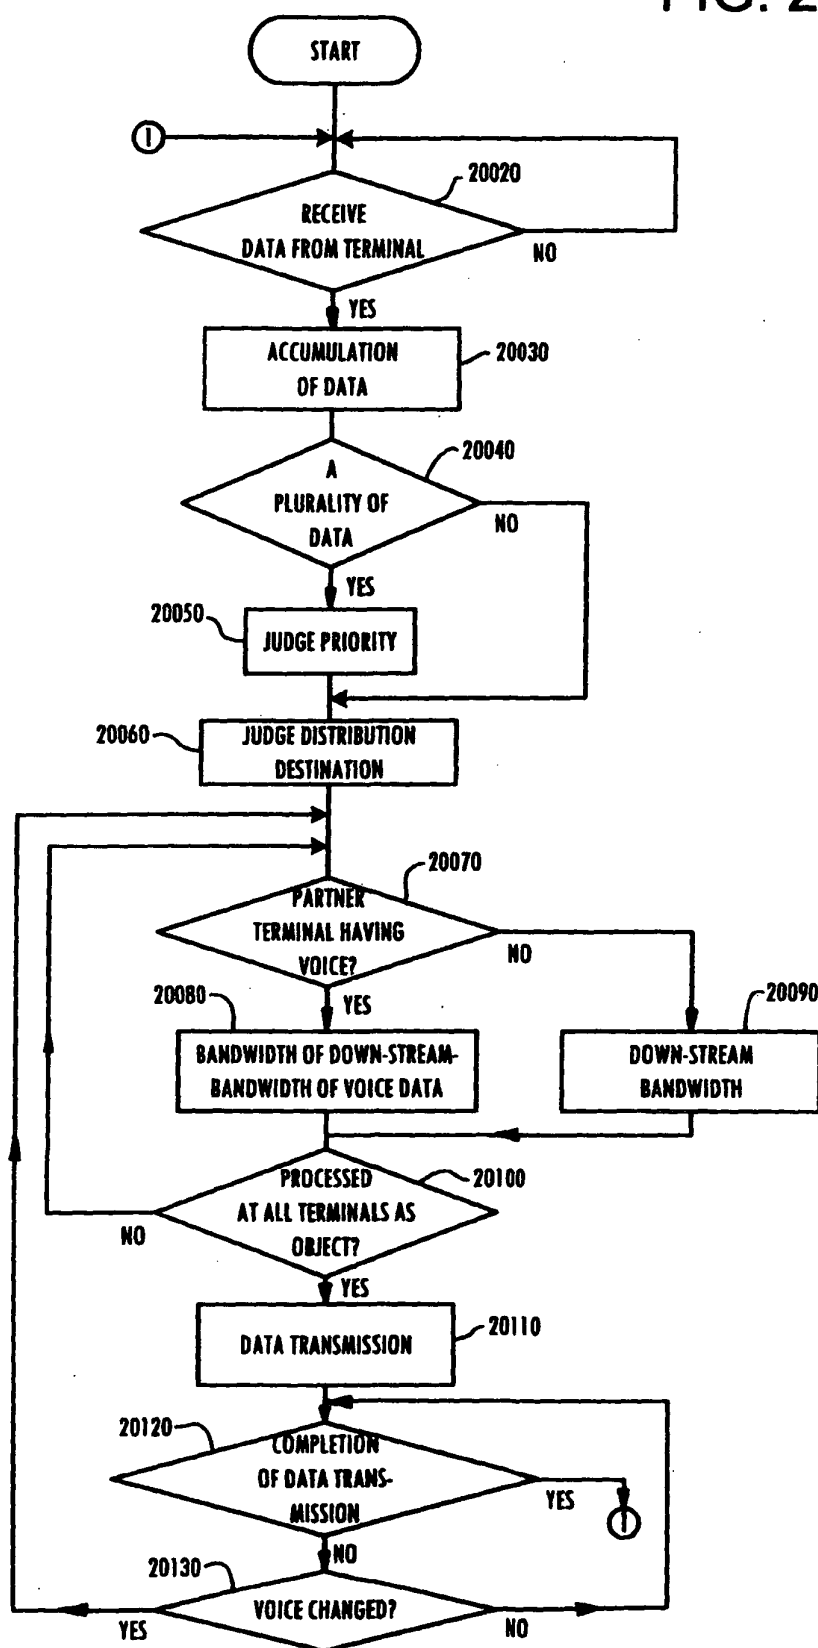 FIG. 2
START
I
20020
RECEIVE
DATA FROM TERMINAL
NO
YES
ACCUMULATION
OF DATA
20030
20040
A
PLURALITY OF
DATA
NO
YES
20050
JUDGE PRIORITY
20060
JUDGE DISTRIBUTION
DESTINATION
20070
PARTNER
TERMINAL HAVING
VOICE?
NO
YES
20080
20090
BANDWIDTH OF DOWN-STREAM-
BANDWIDTH OF VOICE DATA
DOWN-STREAM
BANDWIDTH
20100
PROCESSED
AT ALL TERMINALS AS
OBJECT?
NO
YES
20110
DATA TRANSMISSION
20120
COMPLETION
OF DATA TRANS-
MISSION
YES
I
NO
20130
VOICE CHANGED?
YES
NO